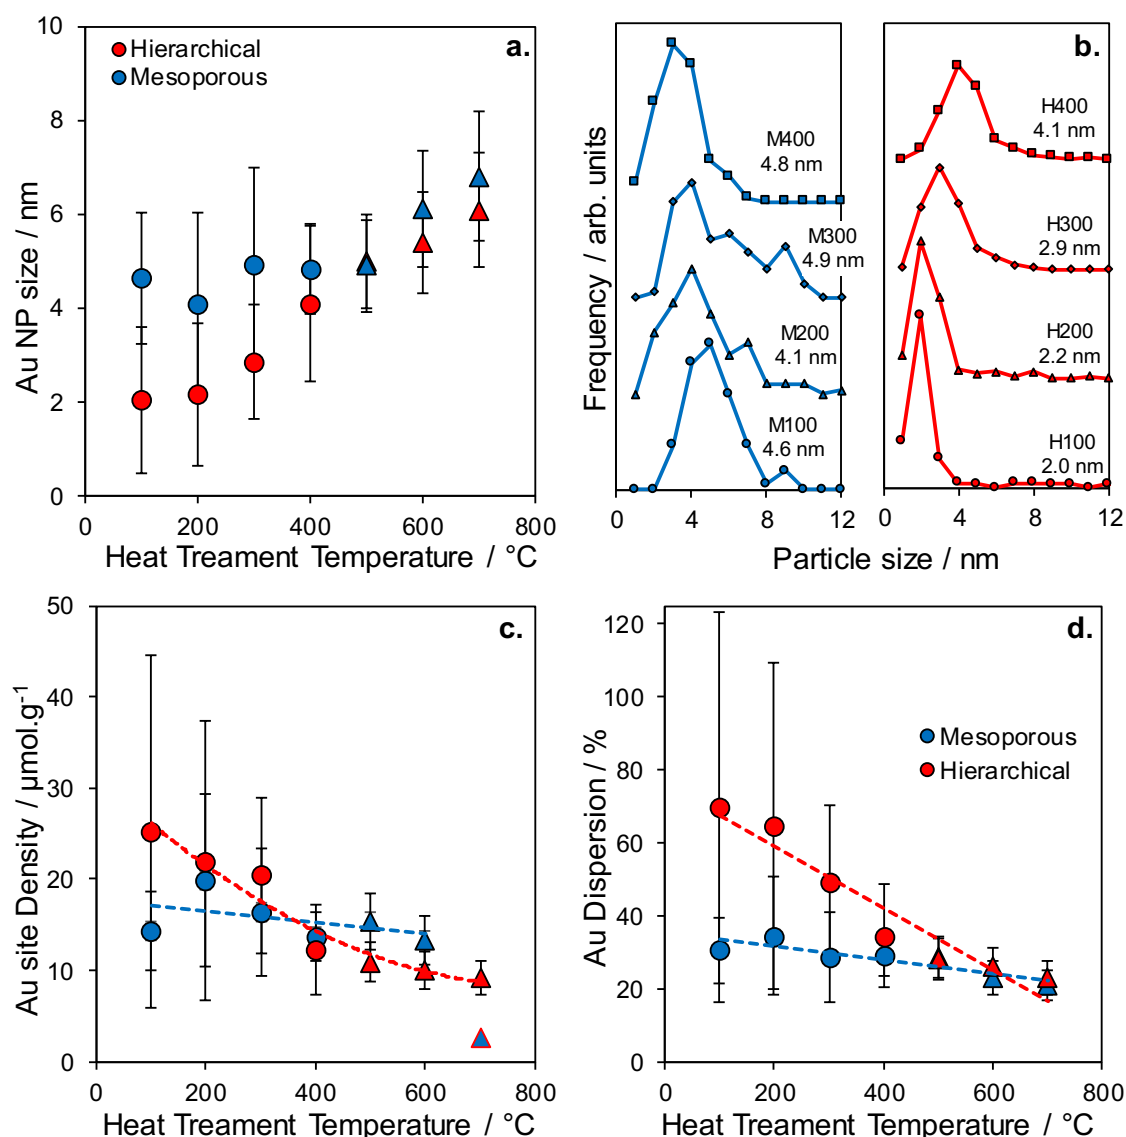 10
8
6
4
2
0
0
200
400
600
800
Au NP size / nm
Heat Treament Temperature / °C
Hierarchical
Mesoporous
a.
Frequency / arb. units
M400
4.8 nm
M300
4.9 nm
M200
4.1 nm
M100
4.6 nm
0
4
8
12
b.
H400
4.1 nm
H300
2.9 nm
H200
2.2 nm
H100
2.0 nm
0
4
8
12
Particle size / nm
50
40
30
20
10
0
0
200
400
600
800
Au site Density / µmol.g⁻¹
Heat Treament Temperature / °C
c.
120
100
80
60
40
20
0
0
200
400
600
800
Au Dispersion / %
Heat Treament Temperature / °C
d.
Mesoporous
Hierarchical